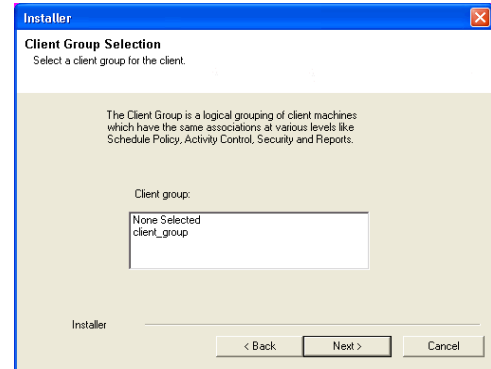 Installer
Client Group Selection
Select a client group for the client.
The Client Group is a logical grouping of client machines
which have the same associations at various levels like
Schedule Policy, Activity Control, Security and Reports.
Client group:
None Selected
client_group
Installer
< Back
Next >
Cancel